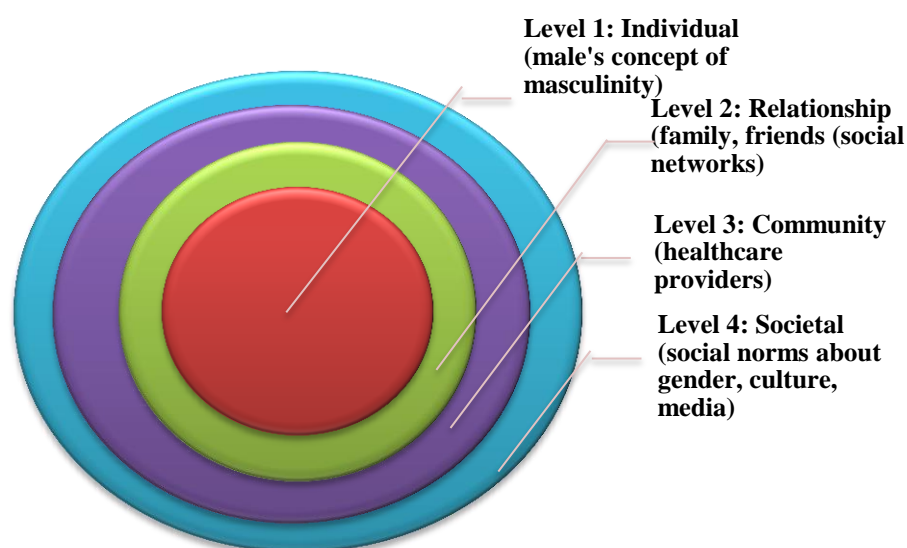 Level 1: Individual
(male's concept of
masculinity)
Level 2: Relationship
(family, friends (social
networks)
Level 3: Community
(healthcare
providers)
Level 4: Societal
(social norms about
gender, culture,
media)